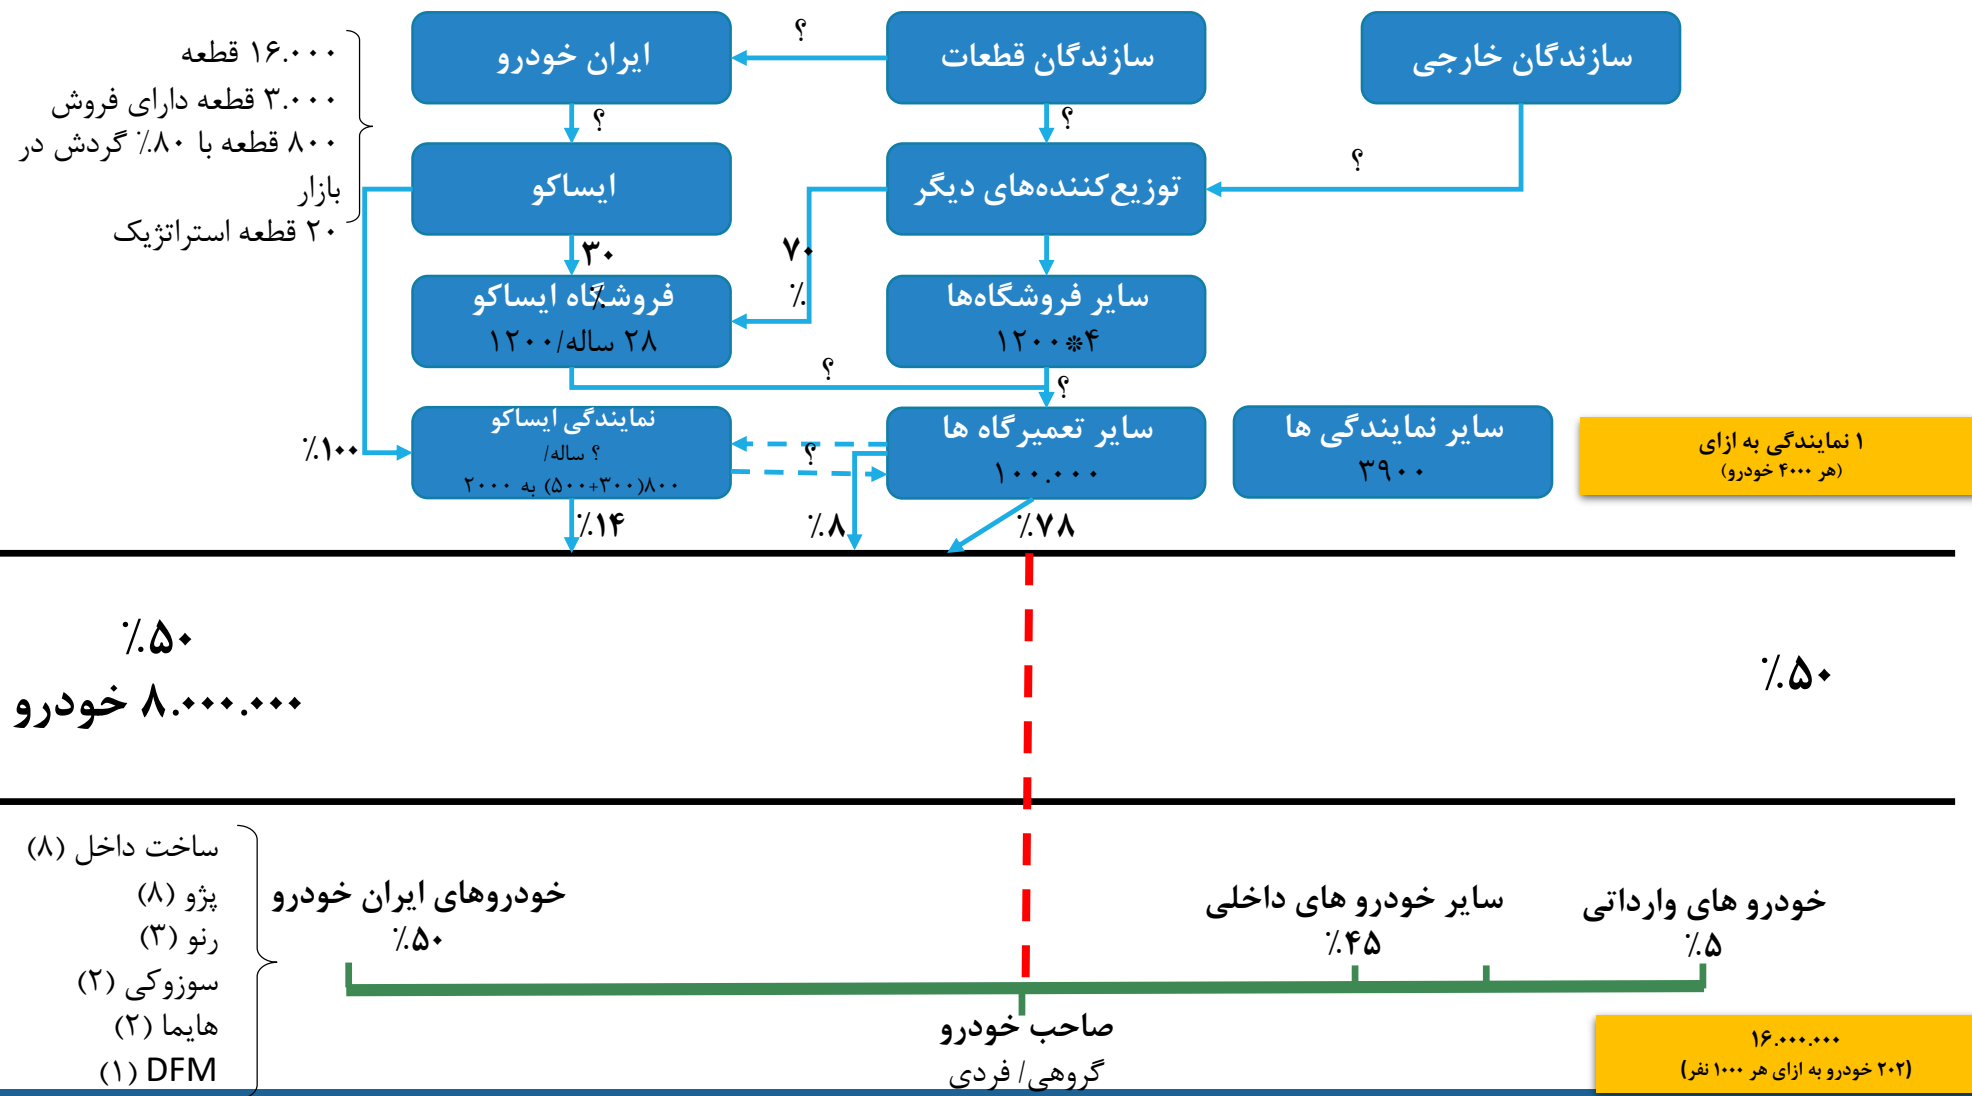 سازندگان خارجی
سازندگان قطعات
؟
ایران خودرو
۱۶.۰۰۰ قطعه
۳.۰۰۰ قطعه دارای فروش
۸۰۰ قطعه با ۸۰٪ گردش در
بازار
۲۰ قطعه استراتژیک
؟
؟
؟
توزیع‌کننده‌های دیگر
ایساکو
۷۰
٪
۳۰
٪
سایر فروشگاه‌ها
۴*۱۲۰۰
فروشگاه ایساکو
۲۸ ساله/۱۲۰۰
؟
؟
۱ نمایندگی به ازای
(هر ۴۰۰۰ خودرو)
سایر نمایندگی ها
۳۹۰۰
سایر تعمیرگاه ها
۱۰۰.۰۰۰
؟
نمایندگی ایساکو
؟ ساله/
۸۰۰(۳۰۰+۵۰۰) به ۲۰۰۰
٪۱۰۰
٪۷۸
٪۸
٪۱۴
٪۵۰
٪۵۰
۸.۰۰۰.۰۰۰ خودرو
خودرو های وارداتی
٪۵
سایر خودرو های داخلی
٪۴۵
خودروهای ایران خودرو
٪۵۰
ساخت داخل (۸)
پژو (۸)
رنو (۳)
سوزوکی (۲)
هایما (۲)
DFM (۱)
صاحب خودرو
گروهی/ فردی
۱۶.۰۰۰.۰۰۰
(۲۰۲ خودرو به ازای هر ۱۰۰۰ نفر)